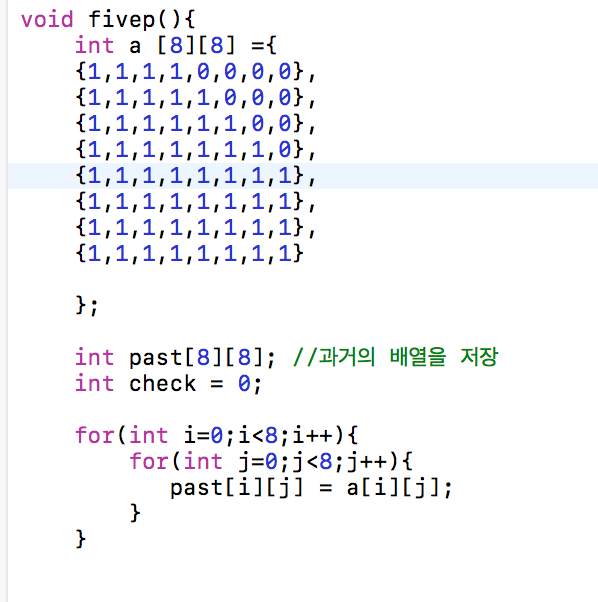 void fivep(){
int a [8][8] ={
{1,1,1,1,0,0,0,0},
{1,1,1,1,1,0,0,0},
{1,1,1,1,1,1,0,0},
{1,1,1,1,1,1,1,0},
{1,1,1,1,1,1,1,1},
{1,1,1,1,1,1,1,1},
{1,1,1,1,1,1,1,1},
{1,1,1,1,1,1,1,1}
};
int past[8][8]; //과거의 배열을 저장
int check = 0;
for(int i=0;i<8;i++){
for(int j=0;j<8;j++){
past[i][j] = a[i][j];
}
}